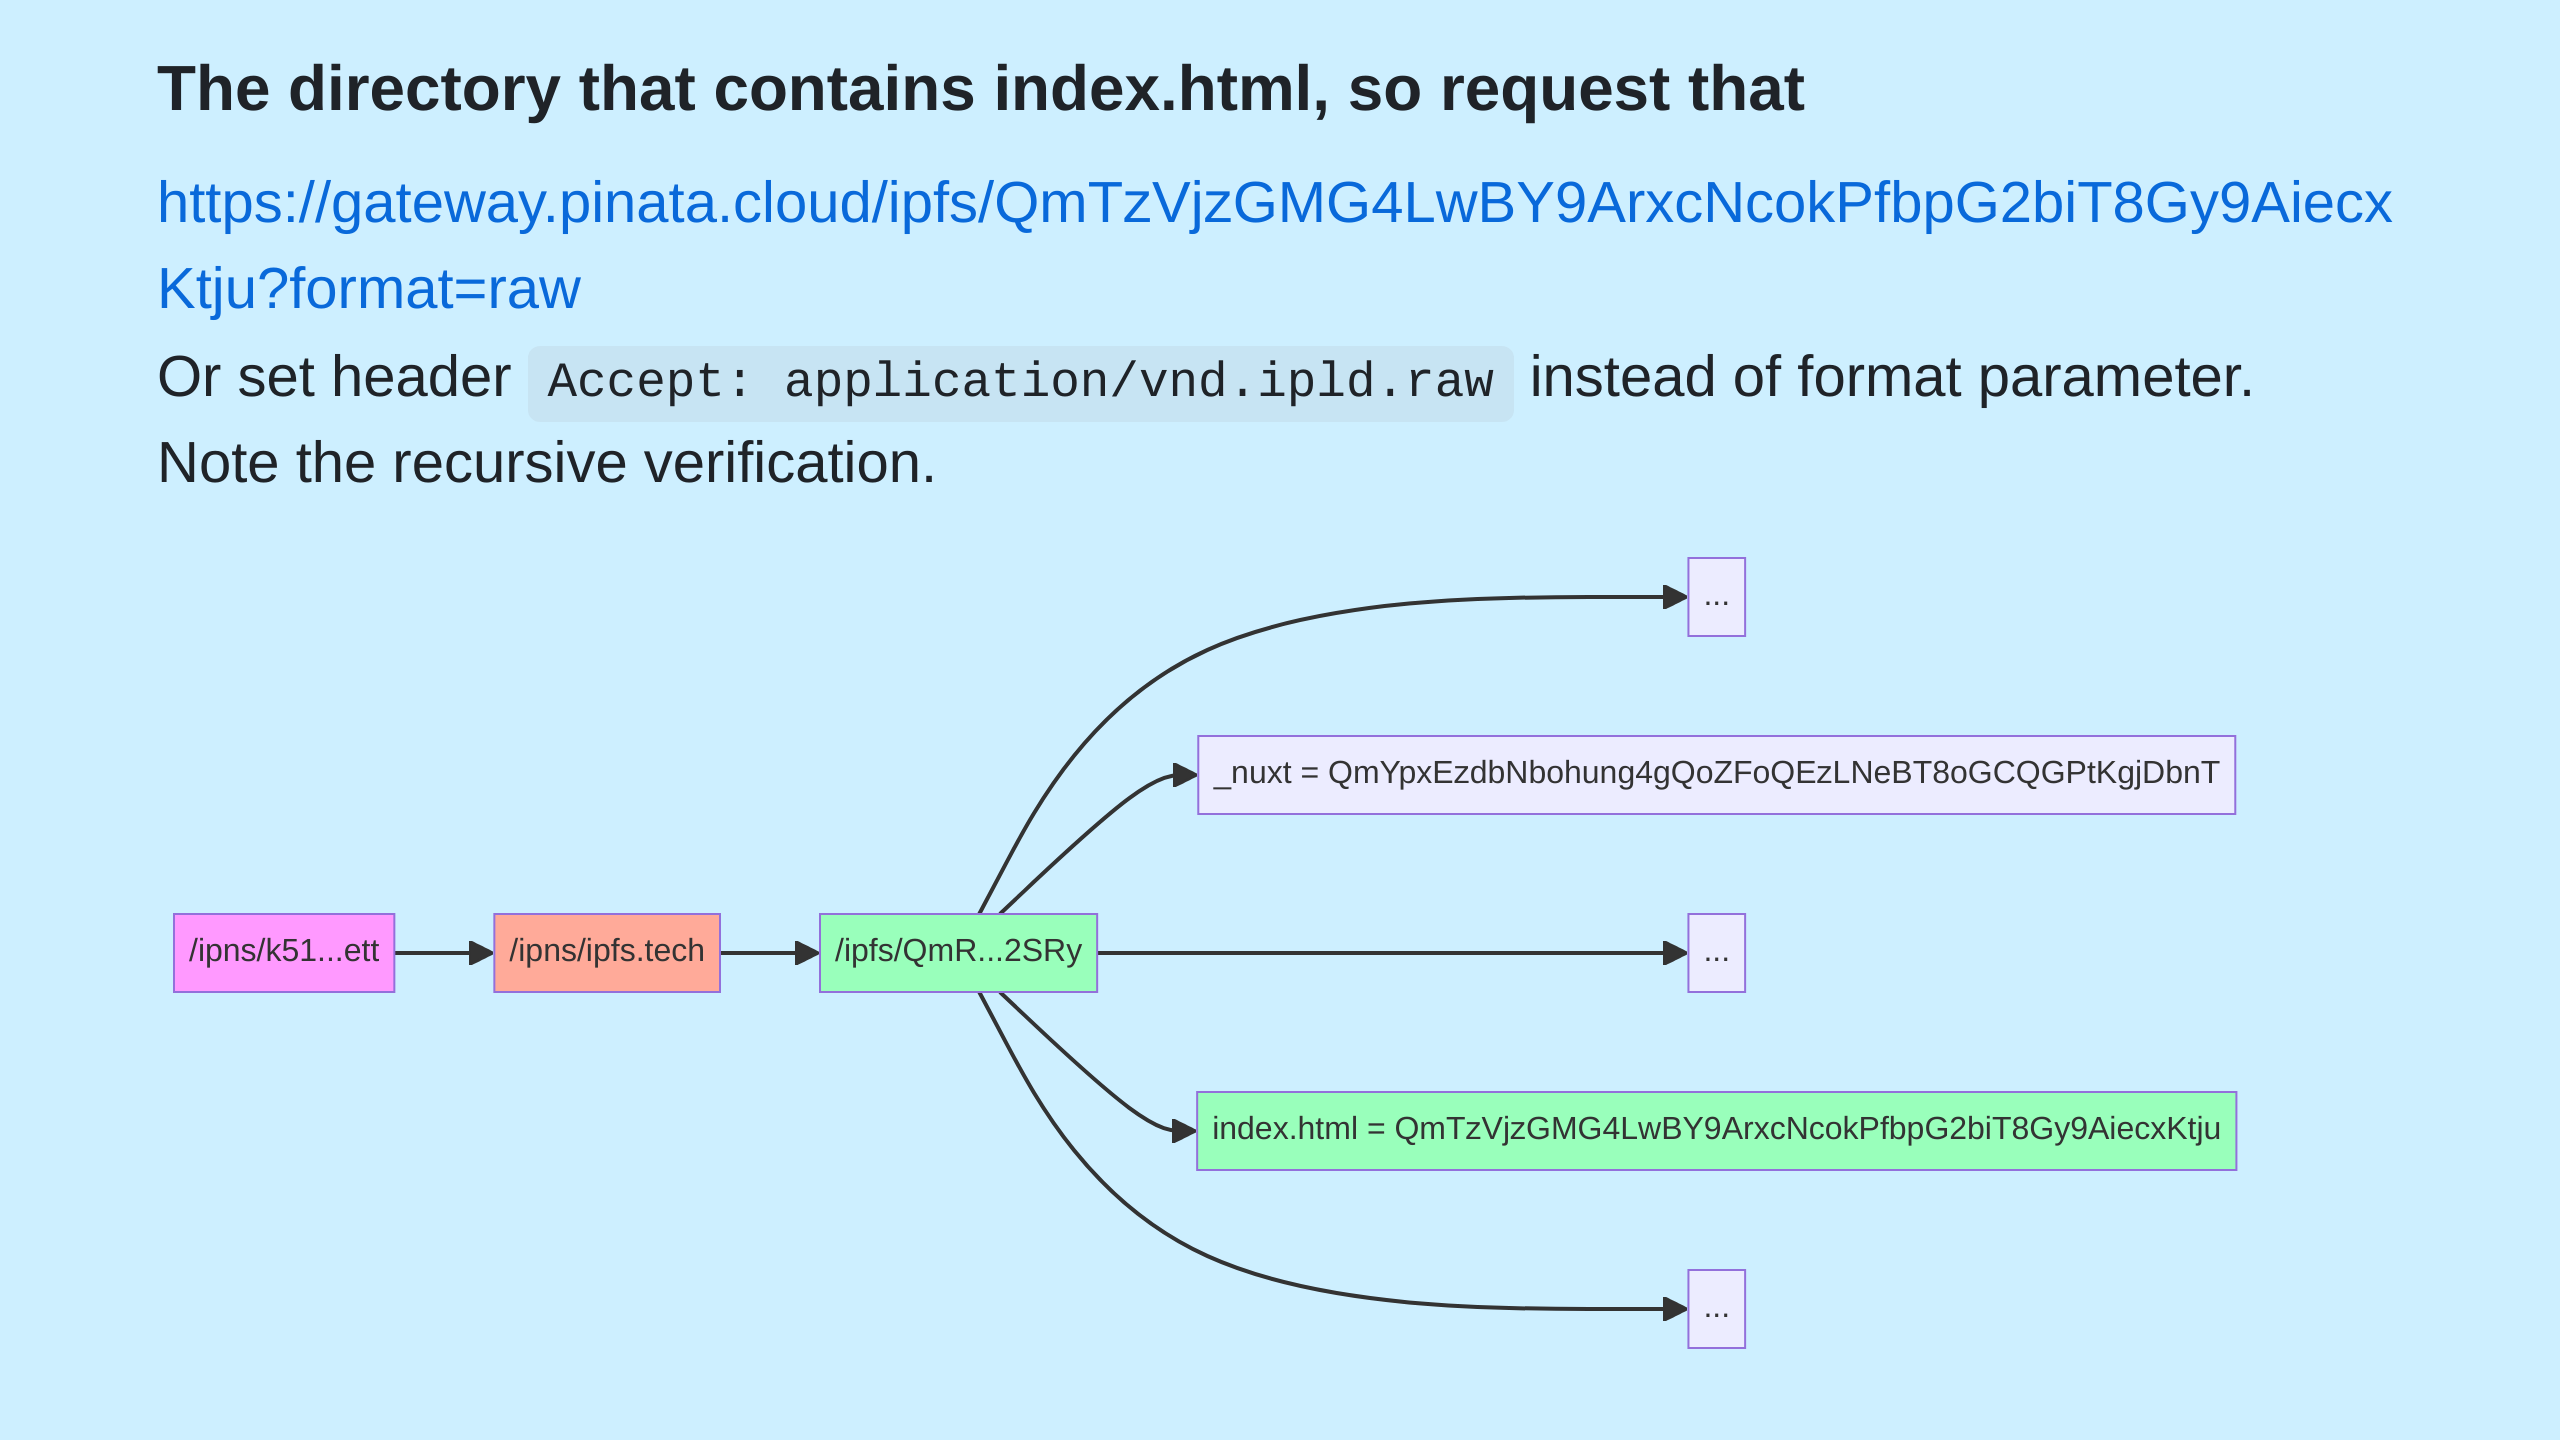 The directory that contains index.html, so request that
https://gateway.pinata.cloud/ipfs/QmTzVjzGMG4LwBY9ArxcNcokPfbpG2biT8Gy9Aiecx
Ktju?format=raw
Or set header Accept: application/vnd.ipld.raw instead of format parameter.
Note the recursive verification.
...
_nuxt = QmYpxEzdbNbohung4gQoZFoQEzLNeBT8oGCQGPtKgjDbnT
/ipns/k51...ett
/ipns/ipfs.tech
/ipfs/QmR...2SRy
...
index.html = QmTzVjzGMG4LwBY9ArxcNcokPfbpG2biT8Gy9AiecxKtju
...